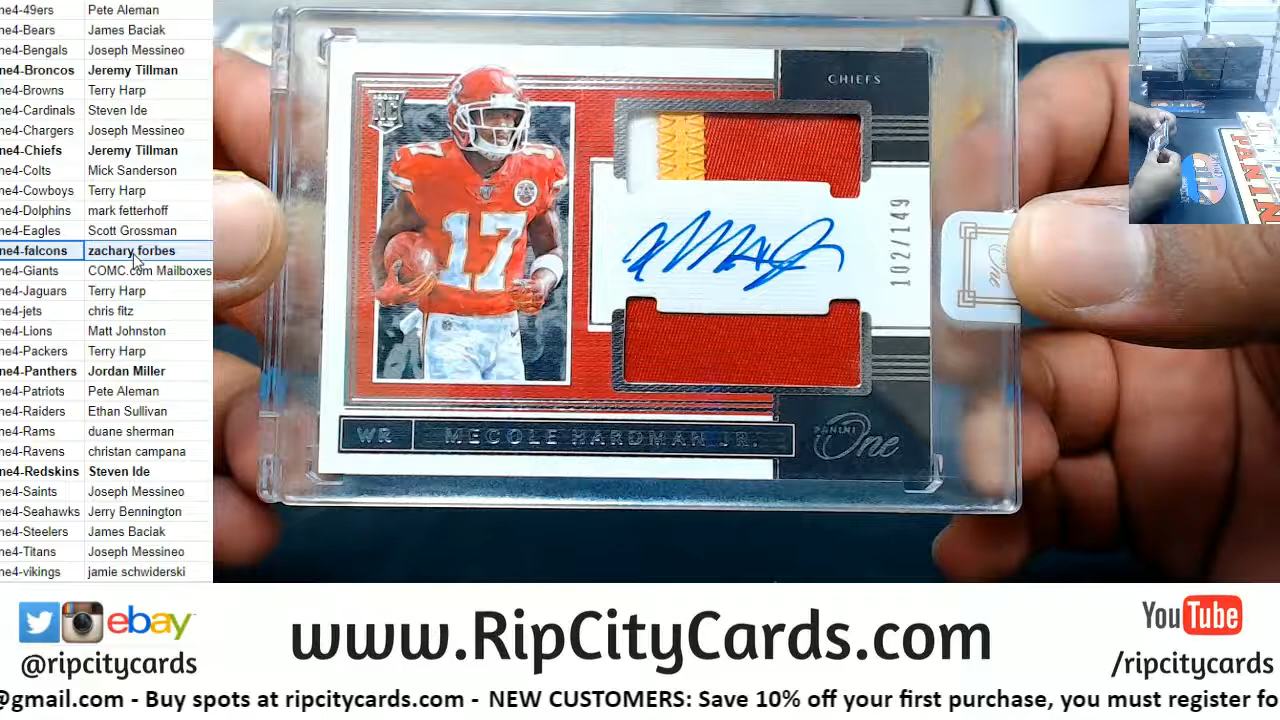 ne4-49ers Pete Aleman
ne4-Bears James Baciak
ne4-Bengals Joseph Messineo
ne4-Broncos Jeremy Tillman
ne4-Browns Terry Harp
ne4-Cardinals Steven Ide
ne4-Chargers Joseph Messineo
ne4-Chiefs Jeremy Tillman
ne4-Colts Mick Sanderson
ne4-Cowboys Terry Harp
ne4-Dolphins mark fetterhoff
ne4-Eagles Scott Grossman
ne4-falcons zachary forbes
ne4-Giants COMC.com Mailboxes
ne4-Jaguars Terry Harp
ne4-jets chris fitz
ne4-Lions Matt Johnston
ne4-Packers Terry Harp
ne4-Panthers Jordan Miller
ne4-Patriots Pete Aleman
ne4-Raiders Ethan Sullivan
ne4-Rams duane sherman
ne4-Ravens christan campana
ne4-Redskins Steven Ide
ne4-Saints Joseph Messineo
ne4-Seahawks Jerry Bennington
ne4-Steelers James Baciak
ne4-Titans Joseph Messineo
ne4-vikings jamie schwiderski
RC
17
17
CHIEFS
102/149
WR MECOLE HARDMAN JR.
PANINI
One
One
PANINI
ebay
@ripcitycards
www.RipCityCards.com
YouTube
/ripcitycards
@gmail.com - Buy spots at ripcitycards.com - NEW CUSTOMERS: Save 10% off your first purchase, you must register fo